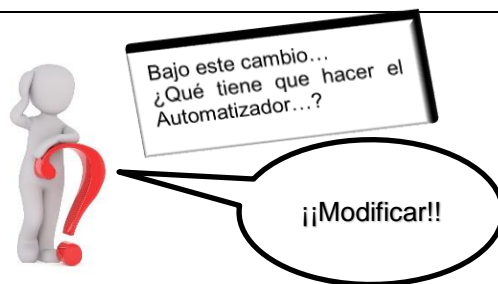 Bajo este cambio…
¿Qué tiene que hacer el
Automatizador…?
¡¡Modificar!!